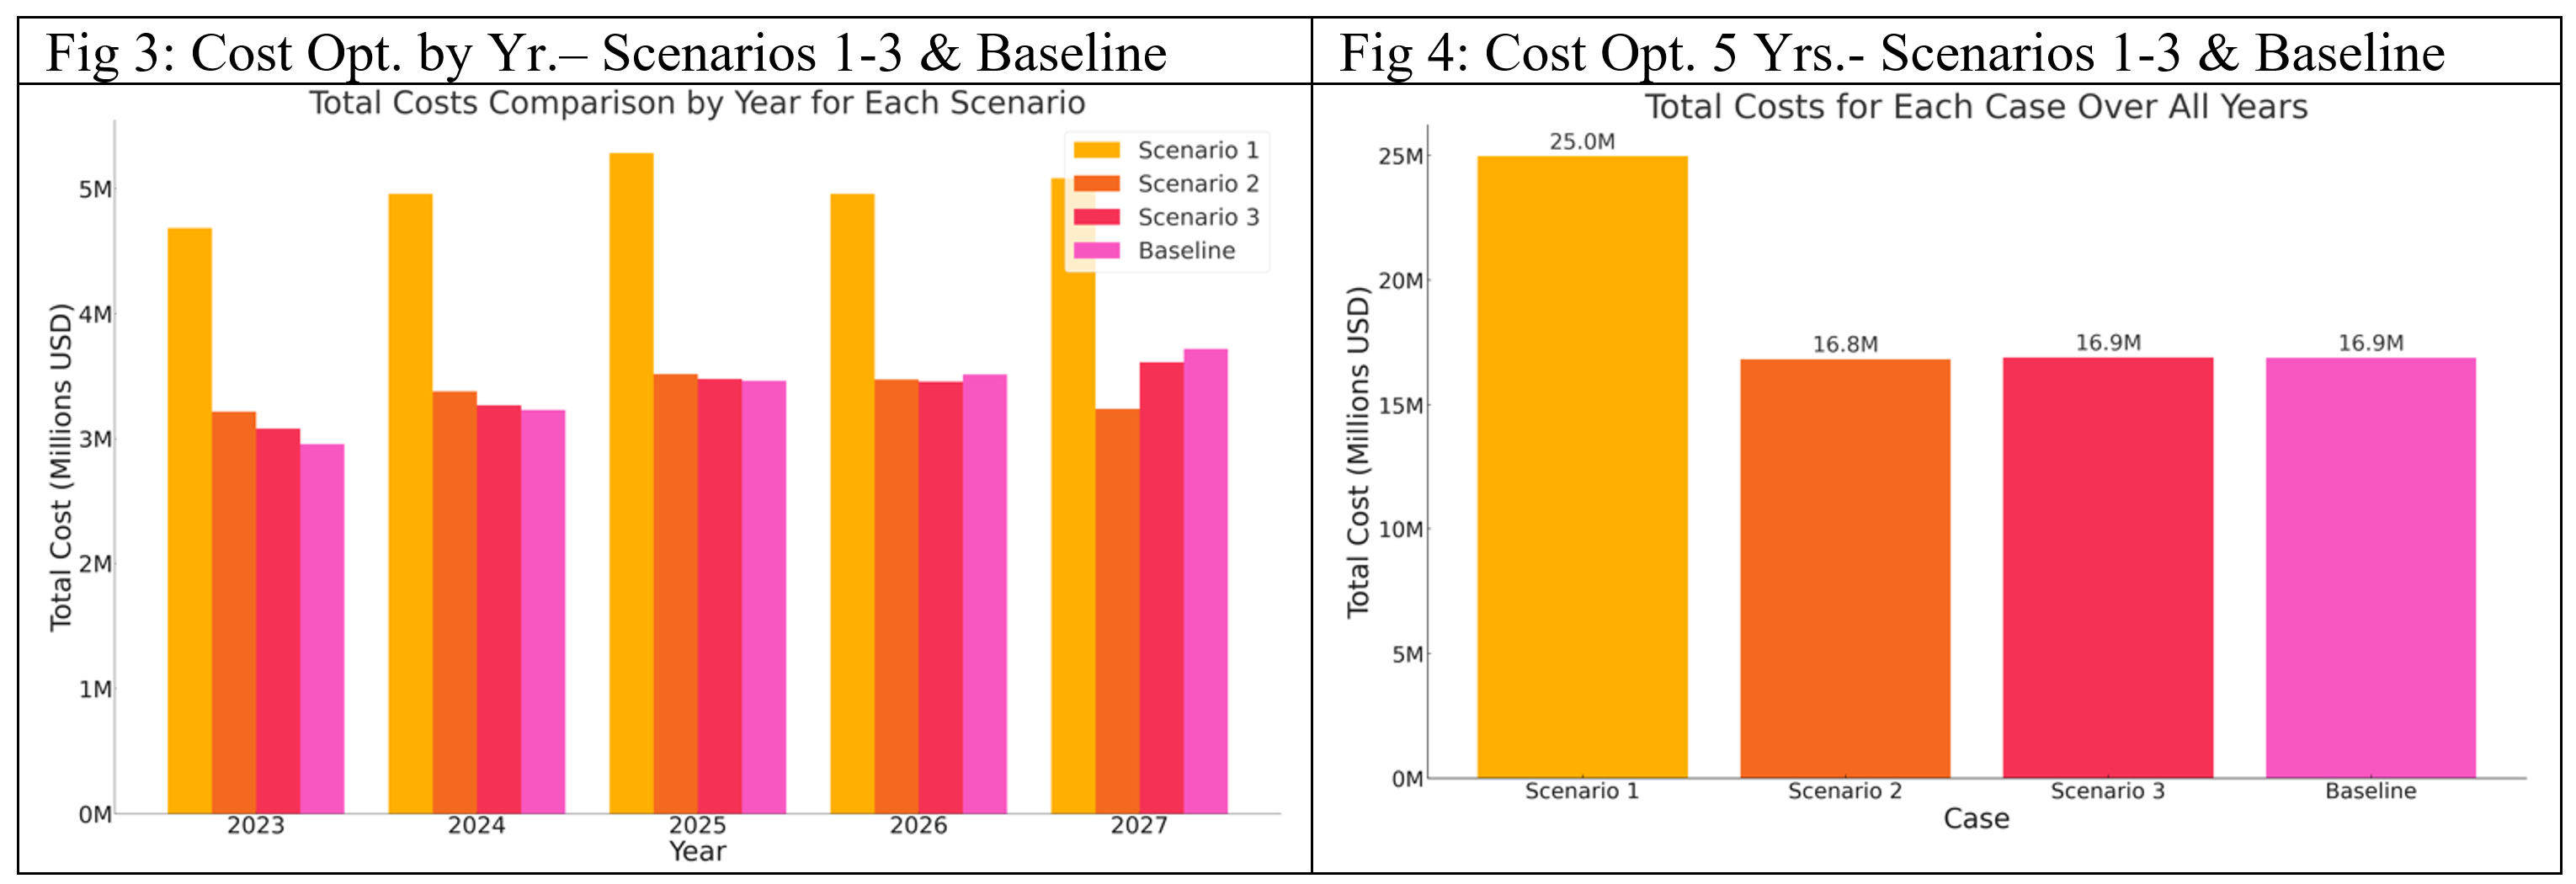 Fig 3: Cost Opt. by Yr.– Scenarios 1-3 & Baseline
Total Costs Comparison by Year for Each Scenario
Scenario 1
Scenario 2
Scenario 3
Baseline
Total Cost (Millions USD)
5M
4M
3M
2M
1M
0M
2023 2024 2025 2026 2027
Year
Fig 4: Cost Opt. 5 Yrs.- Scenarios 1-3 & Baseline
Total Costs for Each Case Over All Years
25.0M
16.8M 16.9M 16.9M
Total Cost (Millions USD)
25M
20M
15M
10M
5M
0M
Scenario 1 Scenario 2 Scenario 3 Baseline
Case